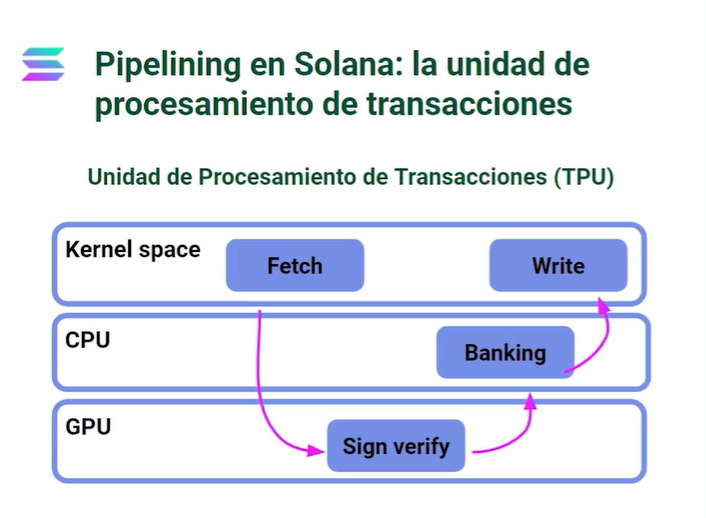 Pipelining en Solana: la unidad de
procesamiento de transacciones
Unidad de Procesamiento de Transacciones (TPU)
Kernel space
Fetch
Write
CPU
Banking
GPU
Sign verify